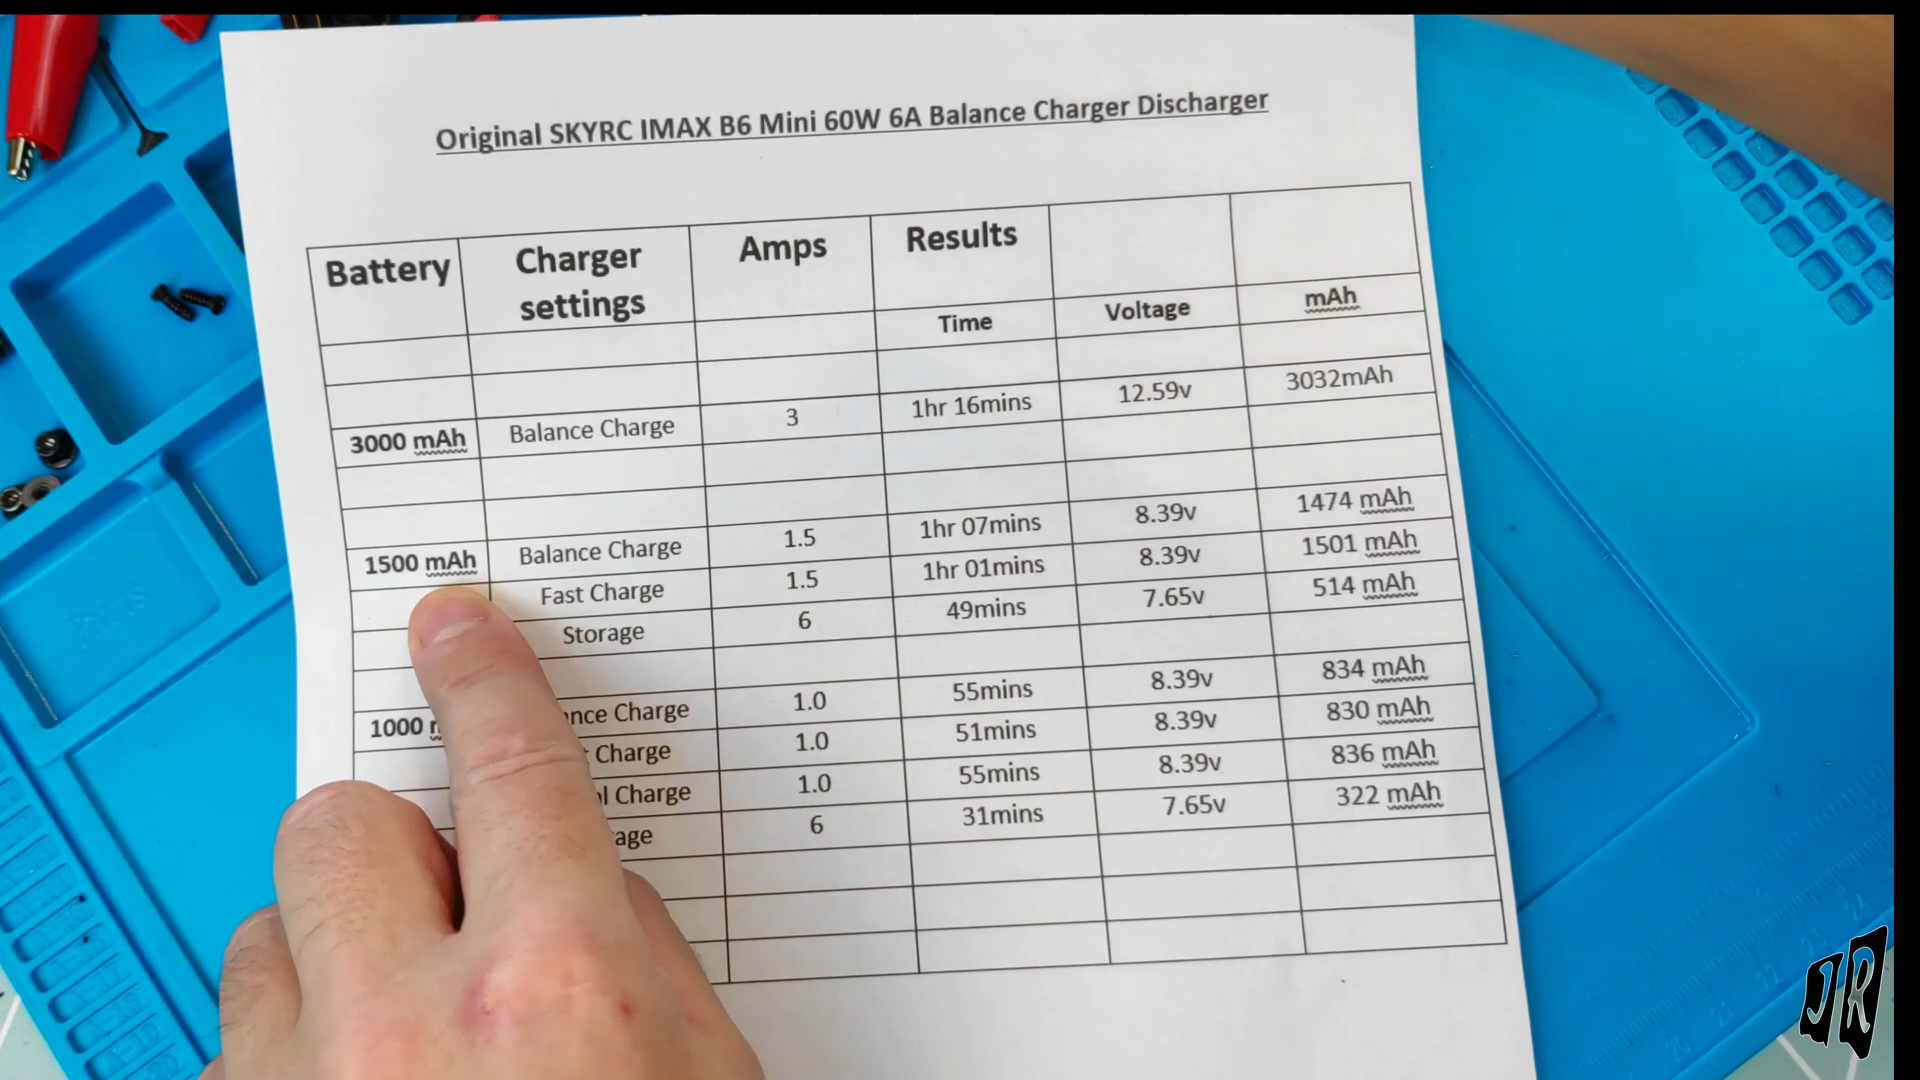 Original SKYRC IMAX B6 Mini 60W 6A Balance Charger Discharger
Battery Charger settings Amps Results
Time Voltage mAh
3000 mAh Balance Charge 3 1hr 16mins 12.59v 3032mAh
1500 mAh Balance Charge 1.5 1hr 07mins 8.39v 1474 mAh
Fast Charge 1.5 1hr 01mins 8.39v 1501 mAh
Storage 6 49mins 7.65v 514 mAh
1000 nce Charge 1.0 55mins 8.39v 834 mAh
Charge 1.0 51mins 8.39v 830 mAh
l Charge 1.0 55mins 8.39v 836 mAh
age 6 31mins 7.65v 322 mAh
JR